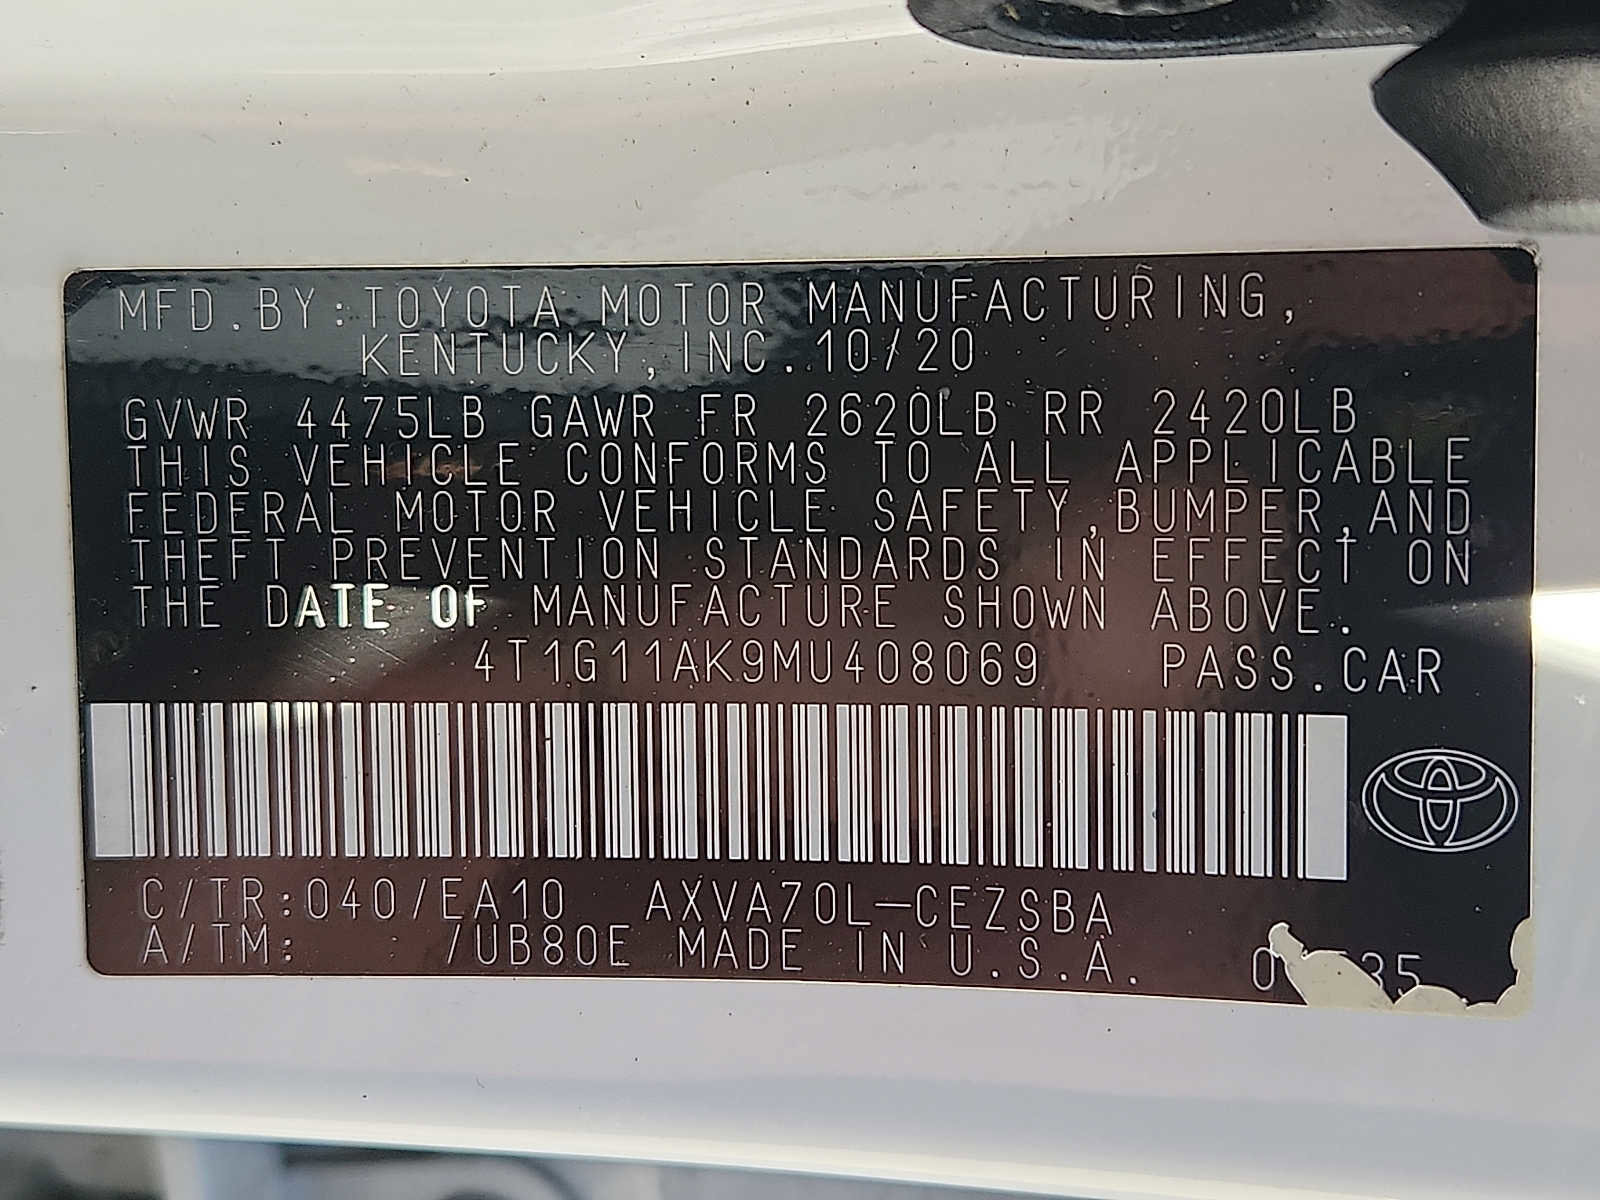 MFD.BY:TOYOTA MOTOR MANUFACTURING,
KENTUCKY,INC.10/20
GVWR 4475LB GAWR FR 2620LB RR 2420LB
THIS VEHICLE CONFORMS TO ALL APPLICABLE
FEDERAL MOTOR VEHICLE SAFETY,BUMPER,AND
THEFT PREVENTION STANDARDS IN EFFECT ON
THE DATE OF MANUFACTURE SHOWN ABOVE.
4T1G11AK9MU408069 PASS.CAR
C/TR:040/EA10 AXVA70L-CEZSBA
A/TM: /UB80E MADE IN U.S.A.